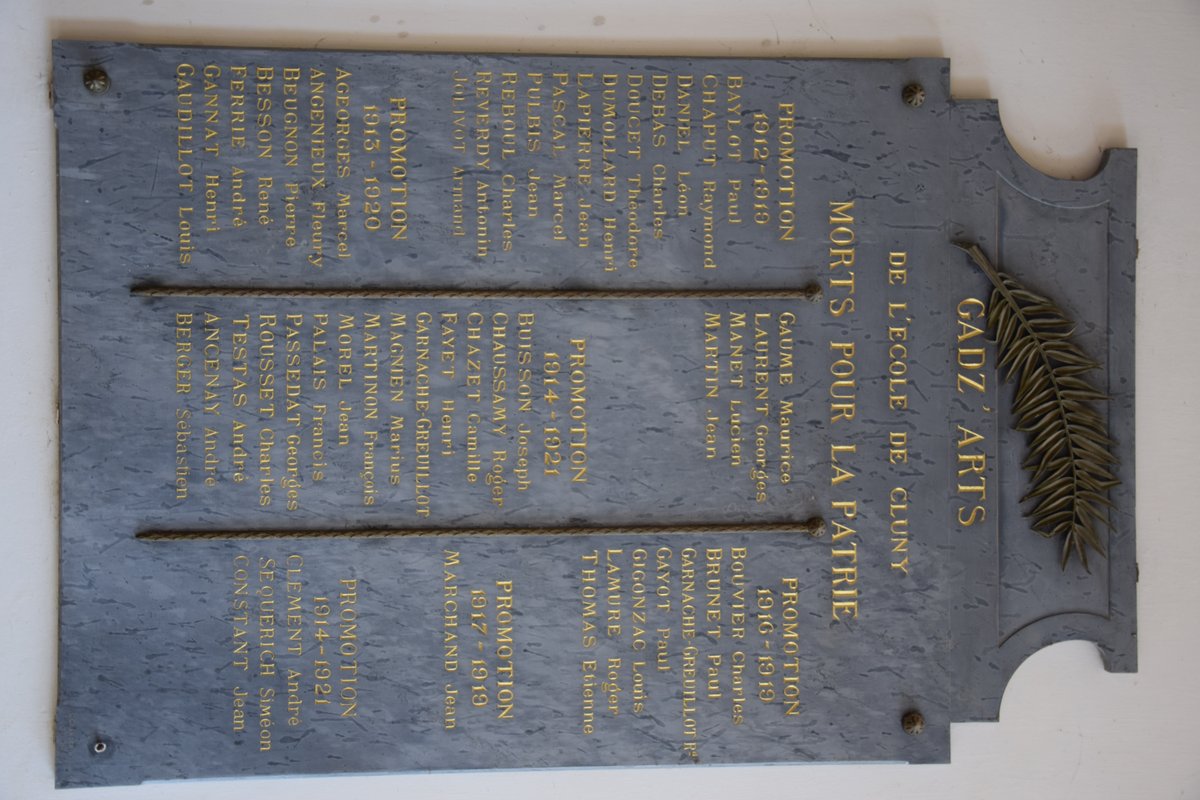 GADZ'ARTS
DE L'ECOLE DE CLUNY
MORTS POUR LA PATRIE
PROMOTION
1912-1919
BAYLOT Paul
CHAPUT Raymond
DANJEL Léon
DEBAS Charles
DOUCET Théodore
DUMOLLARD Henri
LAPIERRE Jean
PASCAL Marcel
PULBIS Jean
REBOUL Charles
REVERDY Antonin
JOLIVOT Armand
PROMOTION
1913-1920
AGEORGES Marcel
ANGENIEUX Fleury
BEUGNON Pierre
BESSON René
FERRIE André
GANNAT Henri
GAUDILLOT Louis
GAUME Maurice
LAURENT Georges
MANET Lucien
MARTIN Jean
PROMOTION
1914-1921
BUISSON Joseph
CHAUSSAMY Roger
CHAZET Camille
FAYET Henri
GARNACHE-GREUILLOT
MAGNIEN Marius
MARTINON François
MOREL Jean
PALAIS Francis
PASSEDAT Georges
ROUSSET Charles
TESTAS André
ANCENAY André
BERGER Sébastien
PROMOTION
1916-1919
BOUVIER Charles
BRUNET Paul
GARNACHE-GREUILLOT Rd
GAYOT Paul
GIGONZAC Louis
LAMURE Roger
THOMAS Etienne
PROMOTION
1917-1919
MARCHAND Jean
PROMOTION
1914-1921
CLEMENT André
SEQUERICH Siméon
CONSTANT Jean